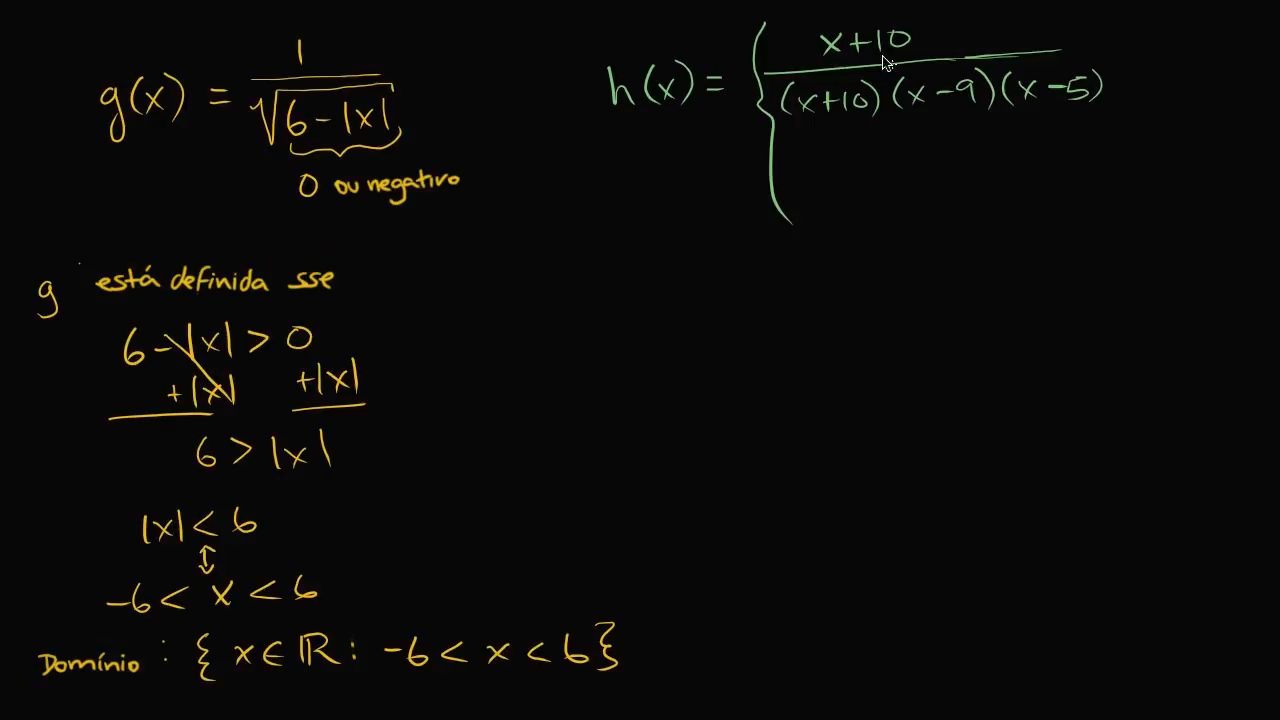 g(x) = 1 / √(6 - |x|)
0 ou negativo
g está definida sse
6 - |x| > 0
+|x| +|x|
6 > |x|
|x| < 6
↕
-6 < x < 6
Domínio : { x ∈ ℝ : -6 < x < 6 }
h(x) = { x+10 / (x+10)(x-9)(x-5)